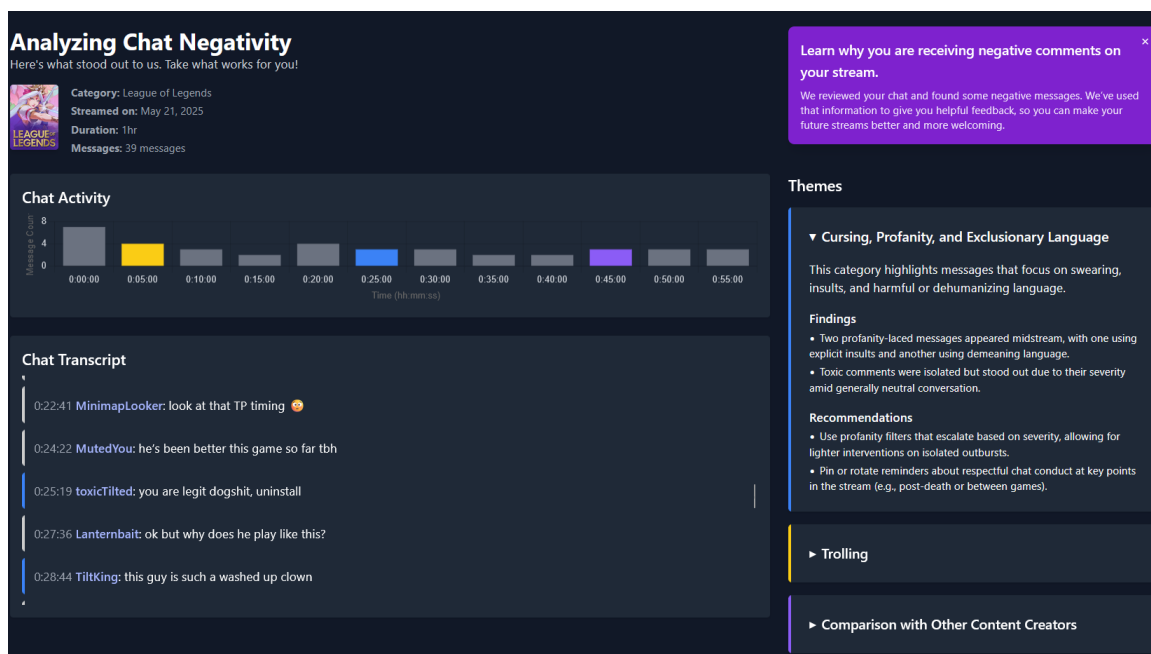 Analyzing Chat Negativity
Here's what stood out to us. Take what works for you!
LEAGUE OF
LEGENDS
Category: League of Legends
Streamed on: May 21, 2025
Duration: 1hr
Messages: 39 messages
×
Learn why you are receiving negative comments on
your stream.
We reviewed your chat and found some negative messages. We've used
that information to give you helpful feedback, so you can make your
future streams better and more welcoming.
Chat Activity
Message Coun
8
4
0
0:00:00 0:05:00 0:10:00 0:15:00 0:20:00 0:25:00 0:30:00 0:35:00 0:40:00 0:45:00 0:50:00 0:55:00
Time (hh:mm:ss)
Chat Transcript
0:22:41 MinimapLooker: look at that TP timing 😳
0:24:22 MutedYou: he's been better this game so far tbh
0:25:19 toxicTilted: you are legit dogshit, uninstall
0:27:36 Lanternbait: ok but why does he play like this?
0:28:44 TiltKing: this guy is such a washed up clown
Themes
▾ Cursing, Profanity, and Exclusionary Language
This category highlights messages that focus on swearing,
insults, and harmful or dehumanizing language.
Findings
• Two profanity-laced messages appeared midstream, with one using
explicit insults and another using demeaning language.
• Toxic comments were isolated but stood out due to their severity
amid generally neutral conversation.
Recommendations
• Use profanity filters that escalate based on severity, allowing for
lighter interventions on isolated outbursts.
• Pin or rotate reminders about respectful chat conduct at key points
in the stream (e.g., post-death or between games).
▸ Trolling
▸ Comparison with Other Content Creators